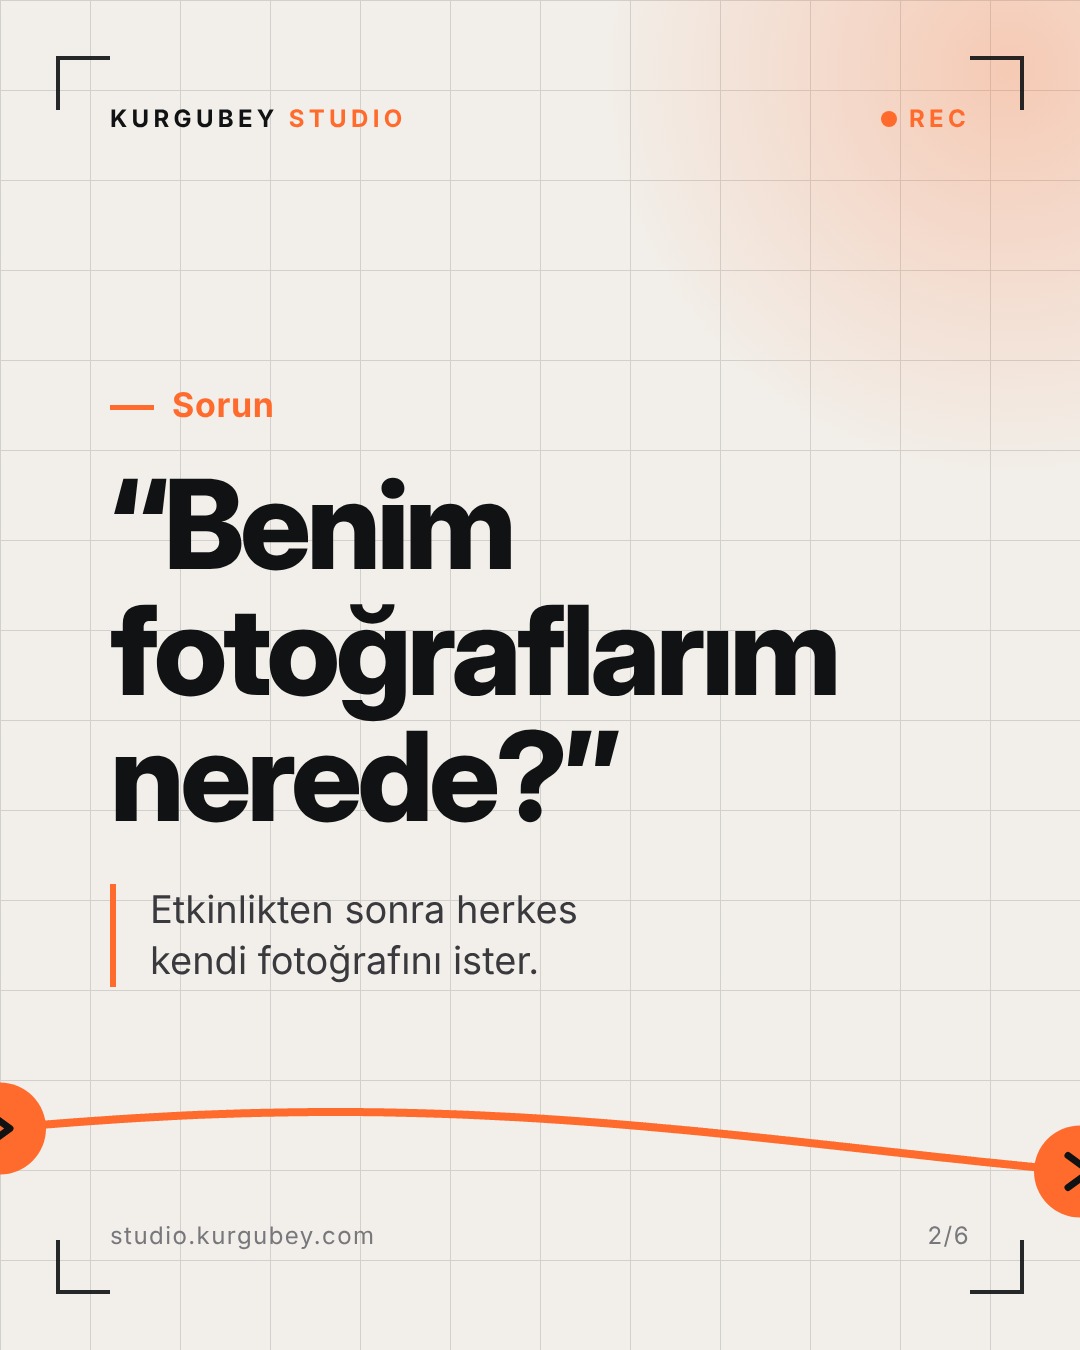 KURGUBEY STUDIO
REC
Sorun
“Benim
fotoğraflarım
nerede?”
Etkinlikten sonra herkes
kendi fotoğrafını ister.
studio.kurgubey.com
2/6